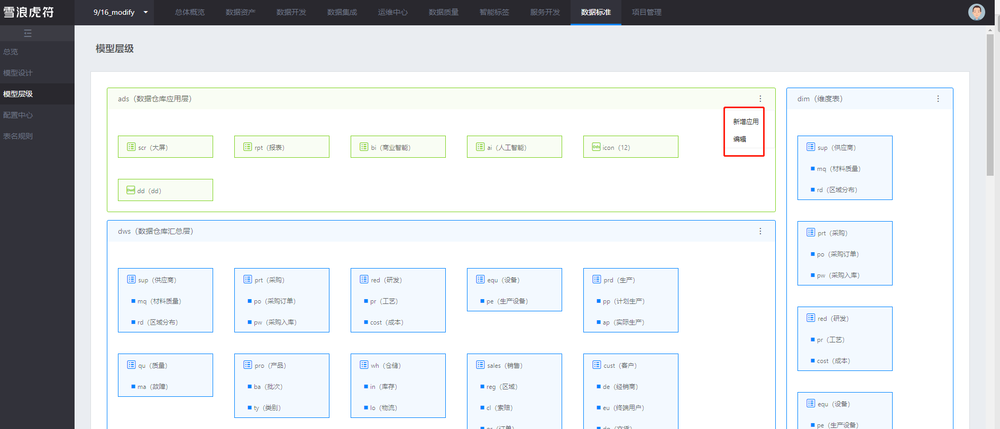 雪浪虎符
9/16_modify
总体概览
数据资产
数据开发
数据集成
运维中心
数据质量
智能标签
服务开发
数据标准
项目管理
总览
模型设计
模型层级
配置中心
表名规则
模型层级
ads（数据仓库应用层）
新增应用
编辑
scr（大屏）
rpt（报表）
bi（商业智能）
ai（人工智能）
Ods
icon（12）
Dwd
dd（dd）
dws（数据仓库汇总层）
sup（供应商）
mq（材料质量）
rd（区域分布）
prt（采购）
po（采购订单）
pw（采购入库）
red（研发）
pr（工艺）
cost（成本）
equ（设备）
pe（生产设备）
prd（生产）
pp（计划生产）
ap（实际生产）
qu（质量）
ma（故障）
pro（产品）
ba（批次）
ty（类别）
wh（仓储）
in（库存）
lo（物流）
sales（销售）
reg（区域）
cl（索赔）
or（订单）
cust（客户）
de（经销商）
eu（终端用户）
dg（交货）
dim（维度表）
sup（供应商）
mq（材料质量）
rd（区域分布）
prt（采购）
po（采购订单）
pw（采购入库）
red（研发）
pr（工艺）
cost（成本）
equ（设备）
pe（生产设备）